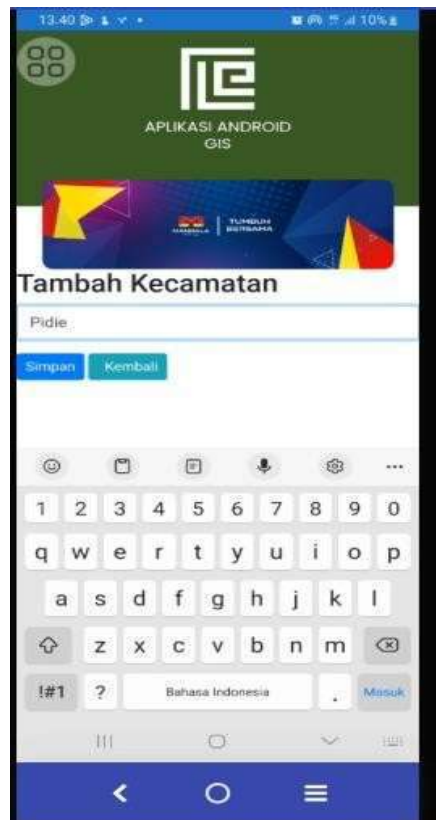 13.40
10%
APLIKASI ANDROID
GIS
TUMBUH
BERSAMA
Tambah Kecamatan
Pidie
Simpan Kembali
1 2 3 4 5 6 7 8 9 0
q w e r t y u i o p
a s d f g h j k l
z x c v b n m
!#1 ? Bahasa Indonesia . Masuk